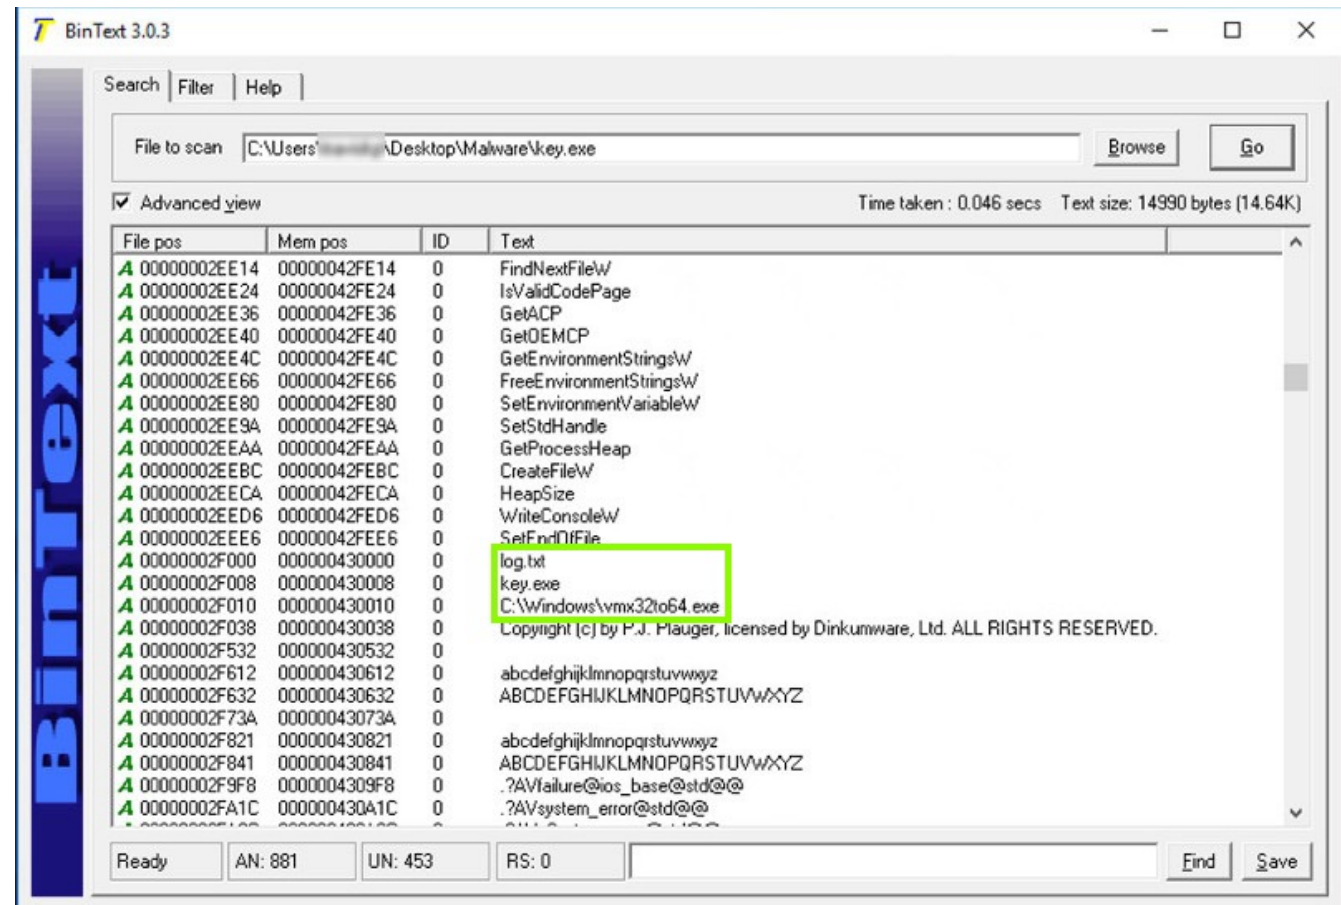 BinText 3.0.3
Search Filter Help
File to scan C:\Users\ \Desktop\Malware\key.exe Browse Go
Advanced view Time taken : 0.046 secs Text size: 14990 bytes (14.64K)
File pos Mem pos ID Text
A 00000002EE14 00000042FE14 0 FindNextFileW
A 00000002EE24 00000042FE24 0 IsValidCodePage
A 00000002EE36 00000042FE36 0 GetACP
A 00000002EE40 00000042FE40 0 GetOEMCP
A 00000002EE4C 00000042FE4C 0 GetEnvironmentStringsW
A 00000002EE66 00000042FE66 0 FreeEnvironmentStringsW
A 00000002EE80 00000042FE80 0 SetEnvironmentVariableW
A 00000002EE9A 00000042FE9A 0 SetStdHandle
A 00000002EEAA 00000042FEAA 0 GetProcessHeap
A 00000002EEBC 00000042FEBC 0 CreateFileW
A 00000002EECA 00000042FECA 0 HeapSize
A 00000002EED6 00000042FED6 0 WriteConsoleW
A 00000002EEE6 00000042FEE6 0 SetEndOfFile
A 00000002F000 000000430000 0 log.txt
A 00000002F008 000000430008 0 key.exe
A 00000002F010 000000430010 0 C:\Windows\vmx32to64.exe
A 00000002F038 000000430038 0 Copyright (c) by P.J. Plauger, licensed by Dinkumware, Ltd. ALL RIGHTS RESERVED.
A 00000002F532 000000430532 0
A 00000002F612 000000430612 0 abcdefghijklmnopqrstuvwxyz
A 00000002F632 000000430632 0 ABCDEFGHIJKLMNOPQRSTUVWXYZ
A 00000002F73A 00000043073A 0
A 00000002F821 000000430821 0 abcdefghijklmnopqrstuvwxyz
A 00000002F841 000000430841 0 ABCDEFGHIJKLMNOPQRSTUVWXYZ
A 00000002F9F8 0000004309F8 0 .?AVfailure@ios_base@std@@
A 00000002FA1C 000000430A1C 0 .?AVsystem_error@std@@
Ready AN: 881 UN: 453 RS: 0 Find Save
BinText